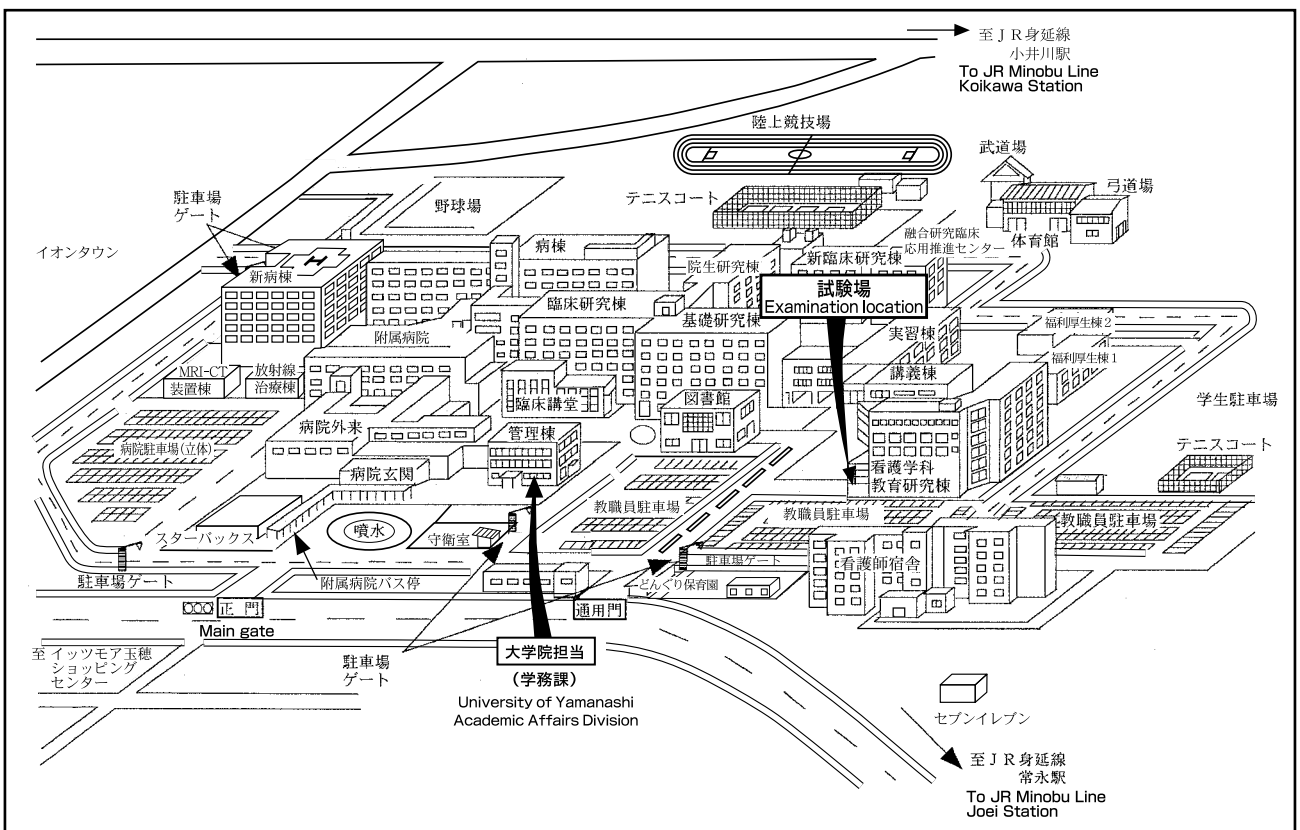 至ＪＲ身延線
小井川駅
To JR Minobu Line
Koikawa Station
陸上競技場
武道場
弓道場
体育館
テニスコート
駐車場
ゲート
野球場
イオンタウン
新病棟
病棟
院生研究棟
新臨床研究棟
融合研究臨床
応用推進センター
試験場
Examination location
臨床研究棟
基礎研究棟
実習棟
福利厚生棟2
福利厚生棟1
附属病院
講義棟
MRI-CT
装置棟
放射線
治療棟
臨床講堂
図書館
学生駐車場
テニスコート
病院外来
管理棟
病院駐車場(立体)
病院玄関
看護学科
教育研究棟
教職員駐車場
教職員駐車場
教職員駐車場
スターバックス
噴水
守衛室
駐車場ゲート
附属病院バス停
駐車場ゲート
どんぐり保育園
看護師宿舎
正門
Main gate
通用門
至 イッツモア玉穂
ショッピング
センター
駐車場
ゲート
大学院担当
(学務課)
University of Yamanashi
Academic Affairs Division
セブンイレブン
至ＪＲ身延線
常永駅
To JR Minobu Line
Joei Station